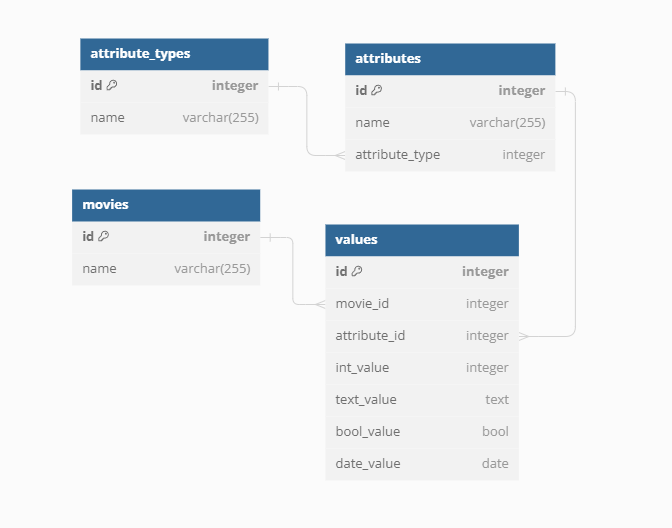 attribute_types
id integer
name varchar(255)
attributes
id integer
name varchar(255)
attribute_type integer
movies
id integer
name varchar(255)
values
id integer
movie_id integer
attribute_id integer
int_value integer
text_value text
bool_value bool
date_value date